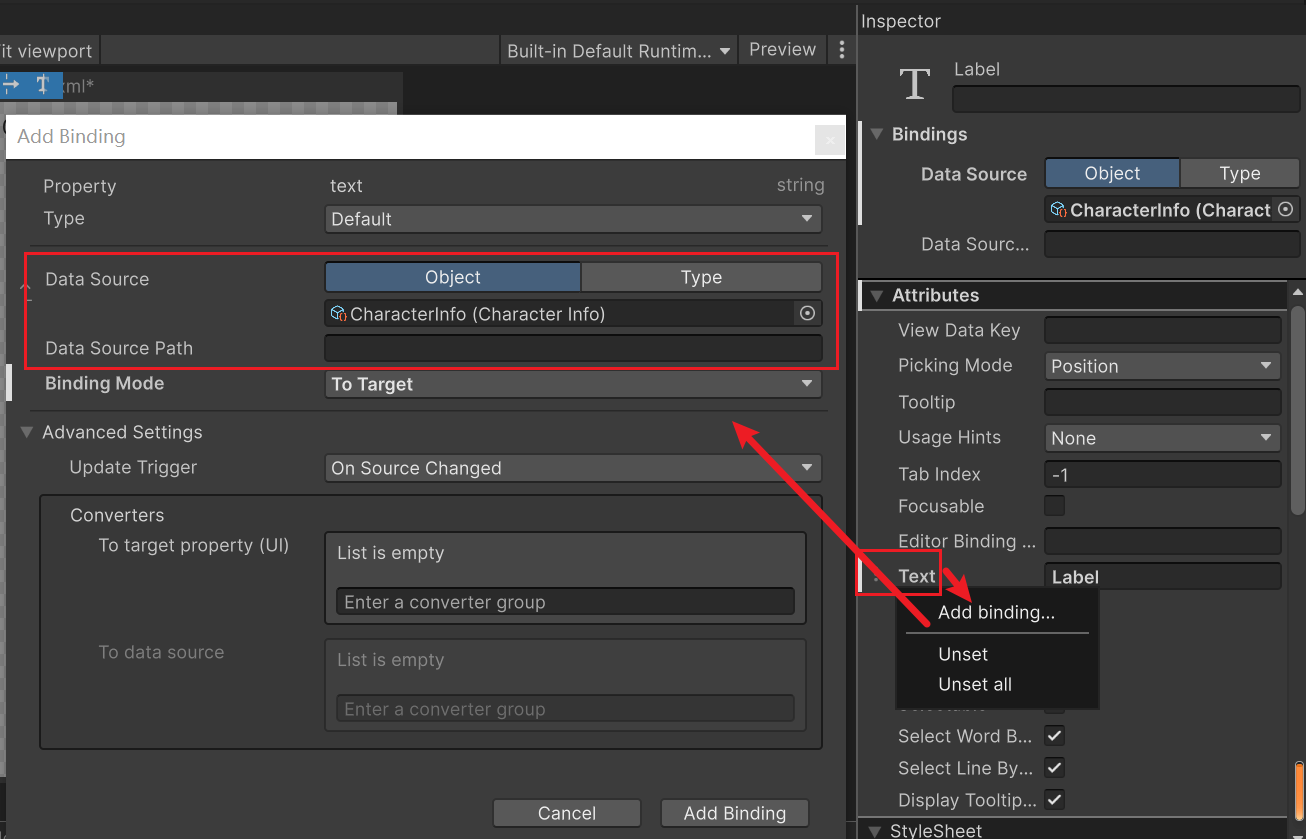 it viewport
Built-in Default Runtim...
Preview
xml*
Add Binding
Property
text
string
Type
Default
Data Source
Object
Type
CharacterInfo (Character Info)
Data Source Path
Binding Mode
To Target
Advanced Settings
Update Trigger
On Source Changed
Converters
To target property (UI)
List is empty
Enter a converter group
To data source
List is empty
Enter a converter group
Cancel
Add Binding
Inspector
T
Label
Bindings
Data Source
Object
Type
CharacterInfo (Charact
Data Sourc...
Attributes
View Data Key
Picking Mode
Position
Tooltip
Usage Hints
None
Tab Index
-1
Focusable
Editor Binding ...
Text
Label
Add binding...
Unset
Unset all
Select Word B...
Select Line By...
Display Tooltip...
StyleSheet